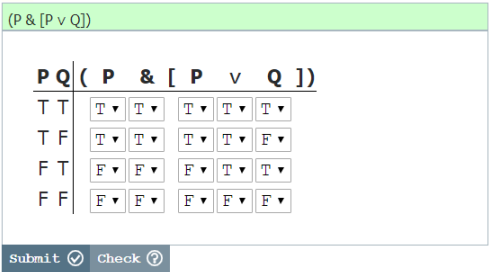 (P & [P v Q])
P Q ( P & [ P v Q ])
T T T T T T T
T F T T T T F
F T F F F T T
F F F F F F F
Submit Check